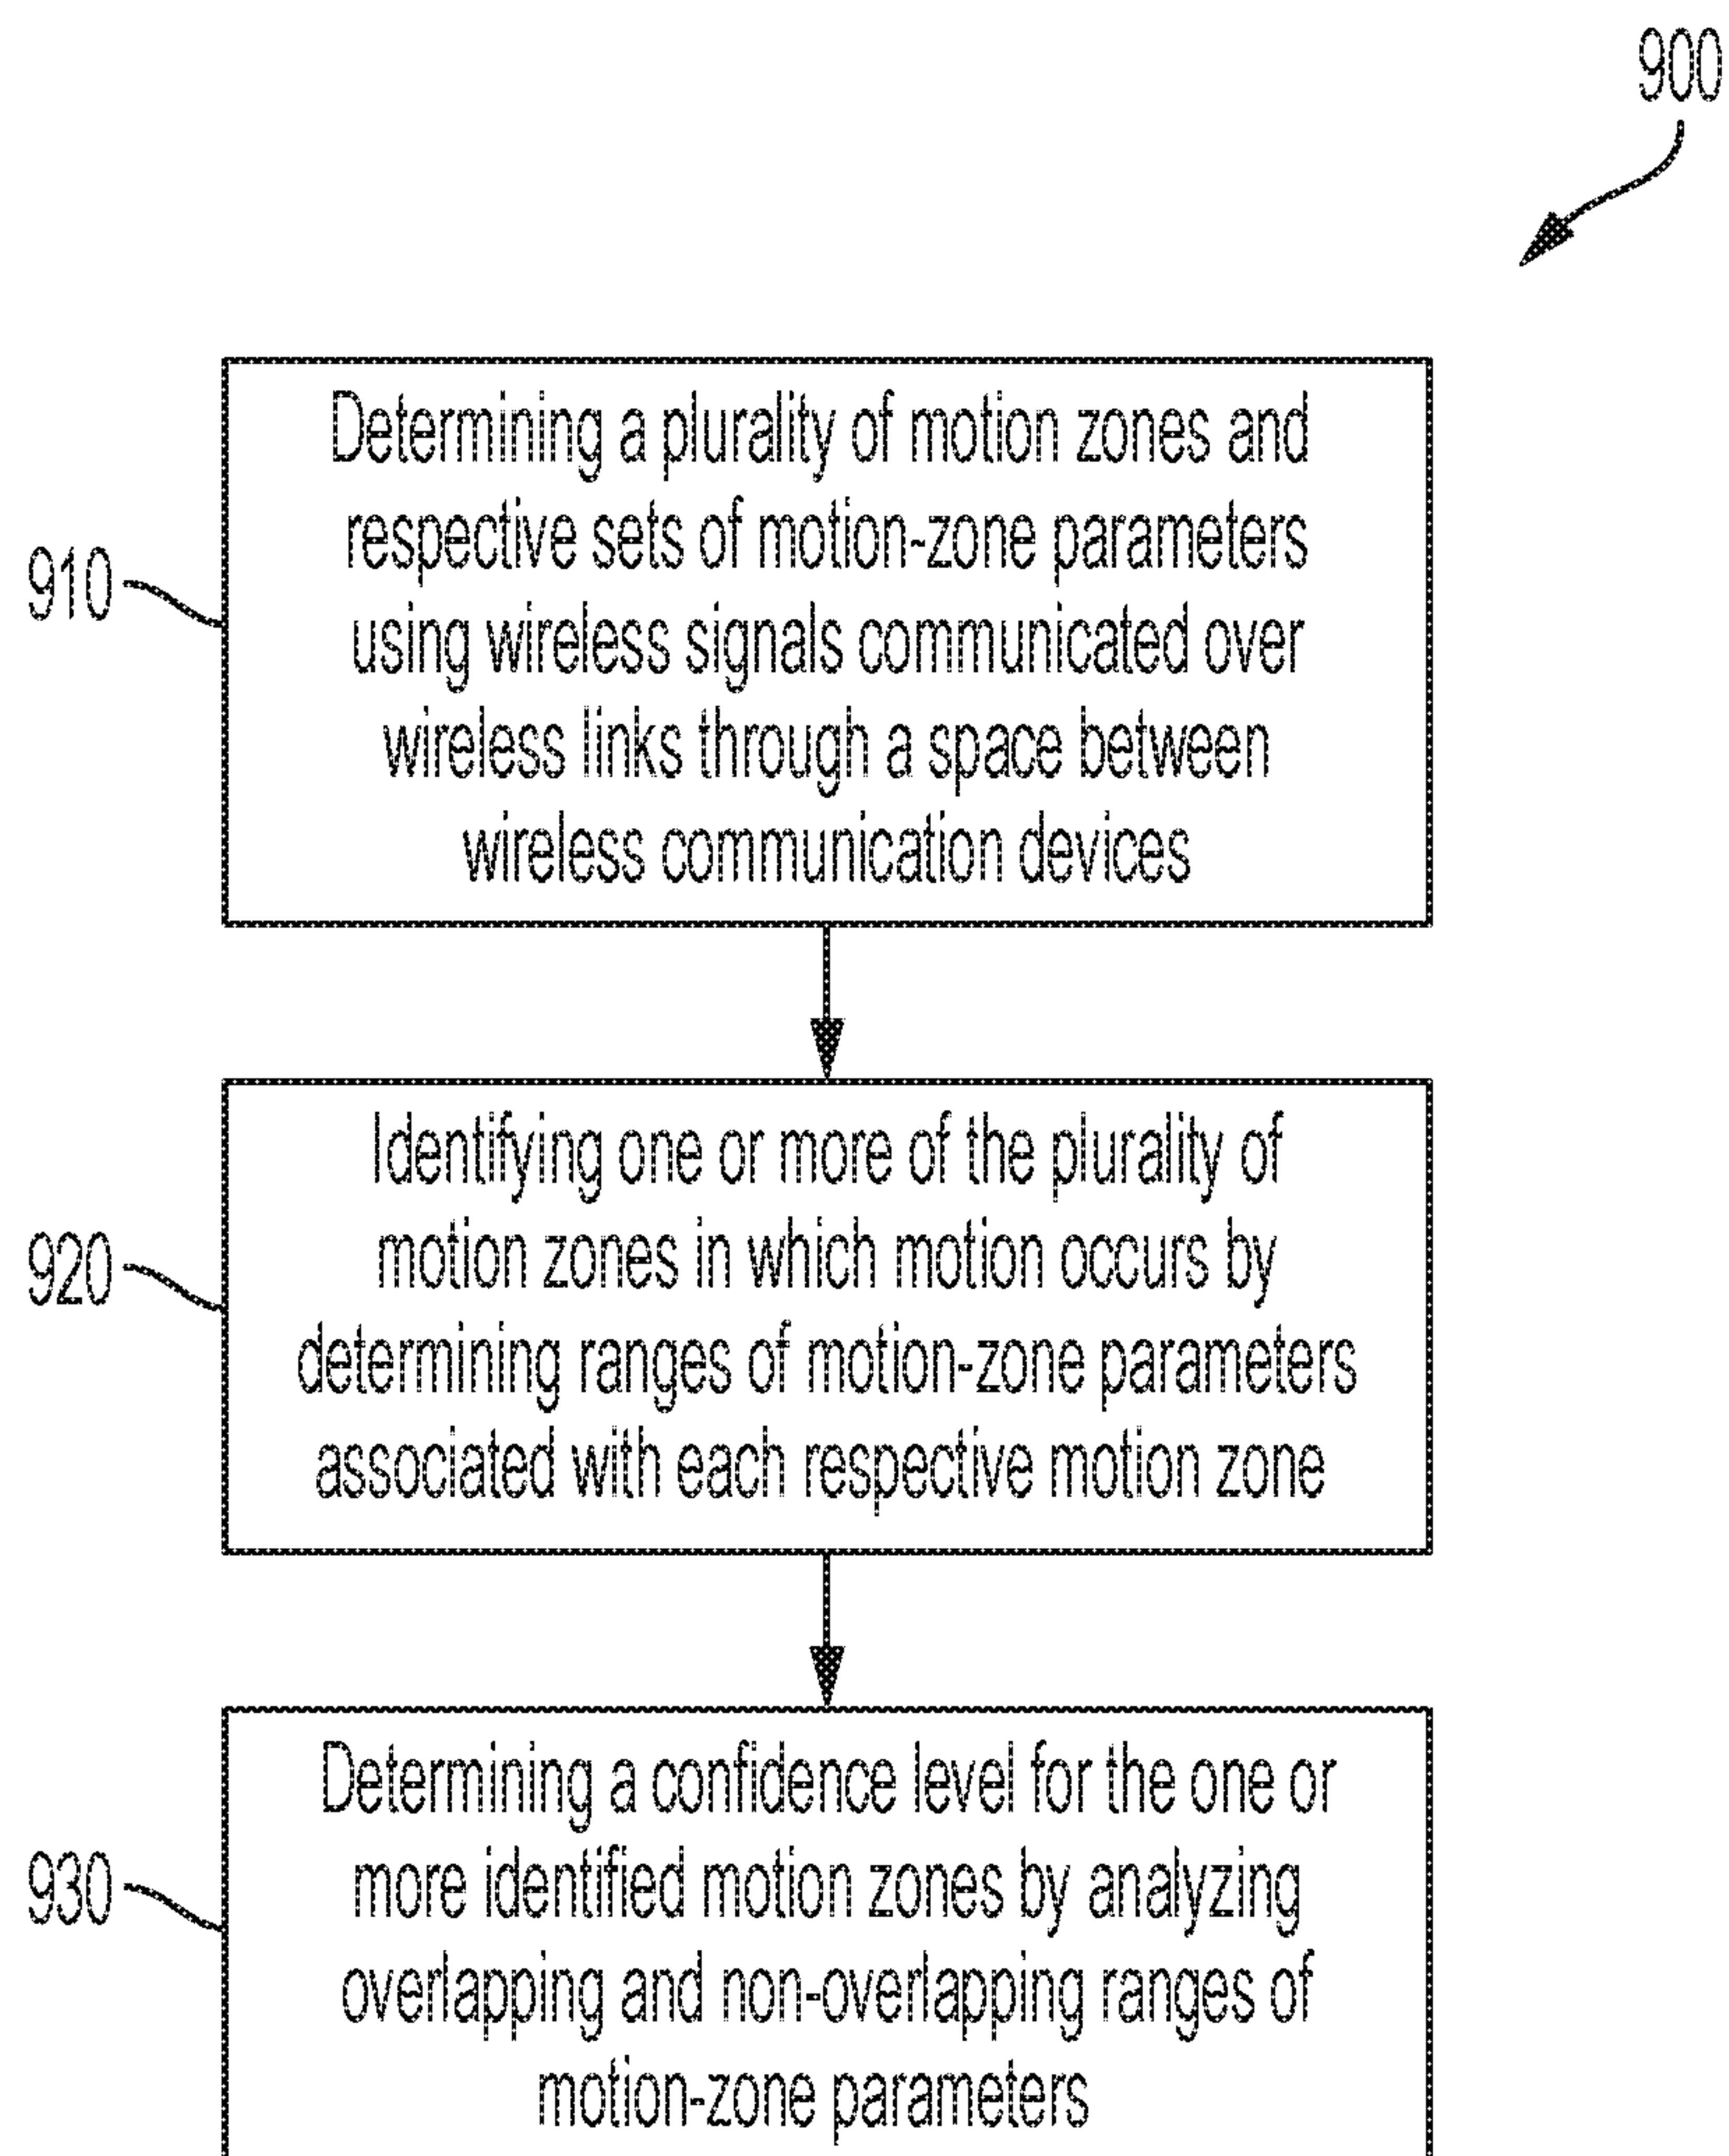 900
910
Determining a plurality of motion zones and
respective sets of motion-zone parameters
using wireless signals communicated over
wireless links through a space between
wireless communication devices
920
Identifying one or more of the plurality of
motion zones in which motion occurs by
determining ranges of motion-zone parameters
associated with each respective motion zone
930
Determining a confidence level for the one or
more identified motion zones by analyzing
overlapping and non-overlapping ranges of
motion-zone parameters